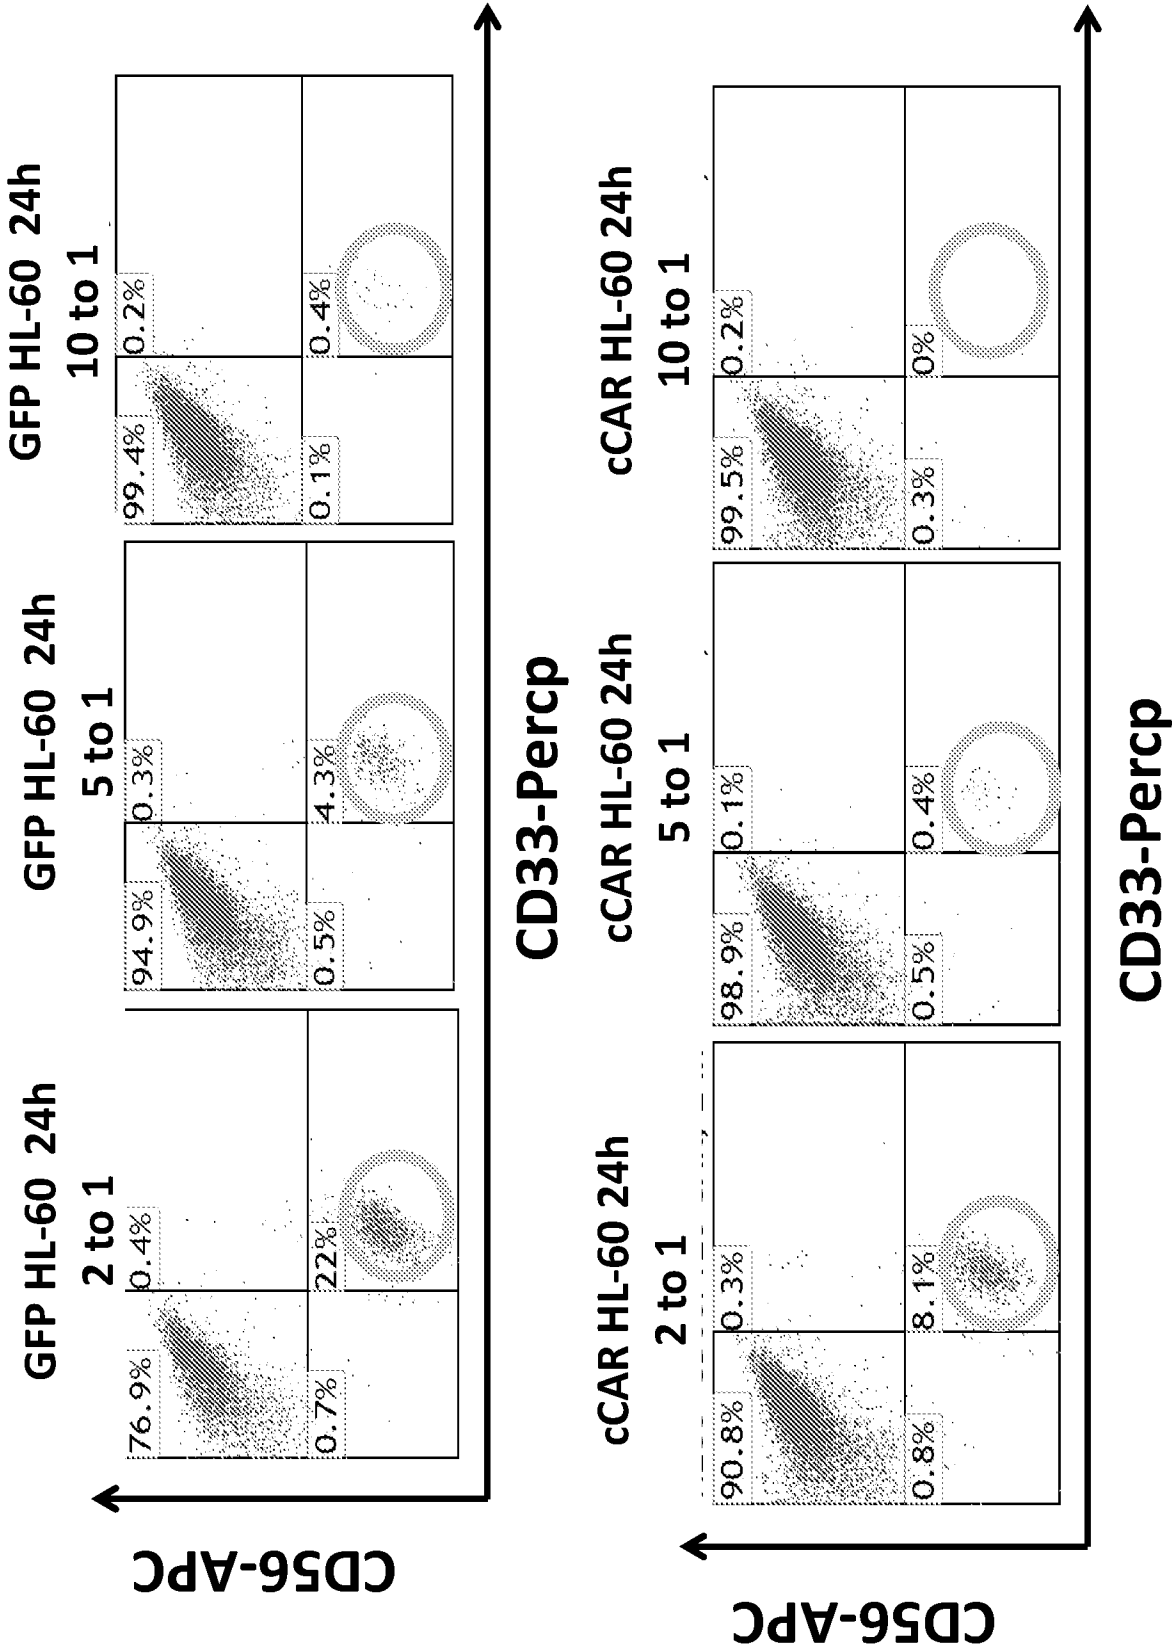 GFP HL-60 24h
2 to 1
GFP HL-60 24h
5 to 1
GFP HL-60 24h
10 to 1
76.9%
0.4%
0.7%
22%
94.9%
0.3%
0.5%
4.3%
99.4%
0.2%
0.1%
0.4%
CD56-APC
CD33-Percp
cCAR HL-60 24h
2 to 1
cCAR HL-60 24h
5 to 1
cCAR HL-60 24h
10 to 1
90.8%
0.3%
0.8%
8.1%
98.9%
0.1%
0.5%
0.4%
99.5%
0.2%
0.3%
0%
CD56-APC
CD33-Percp